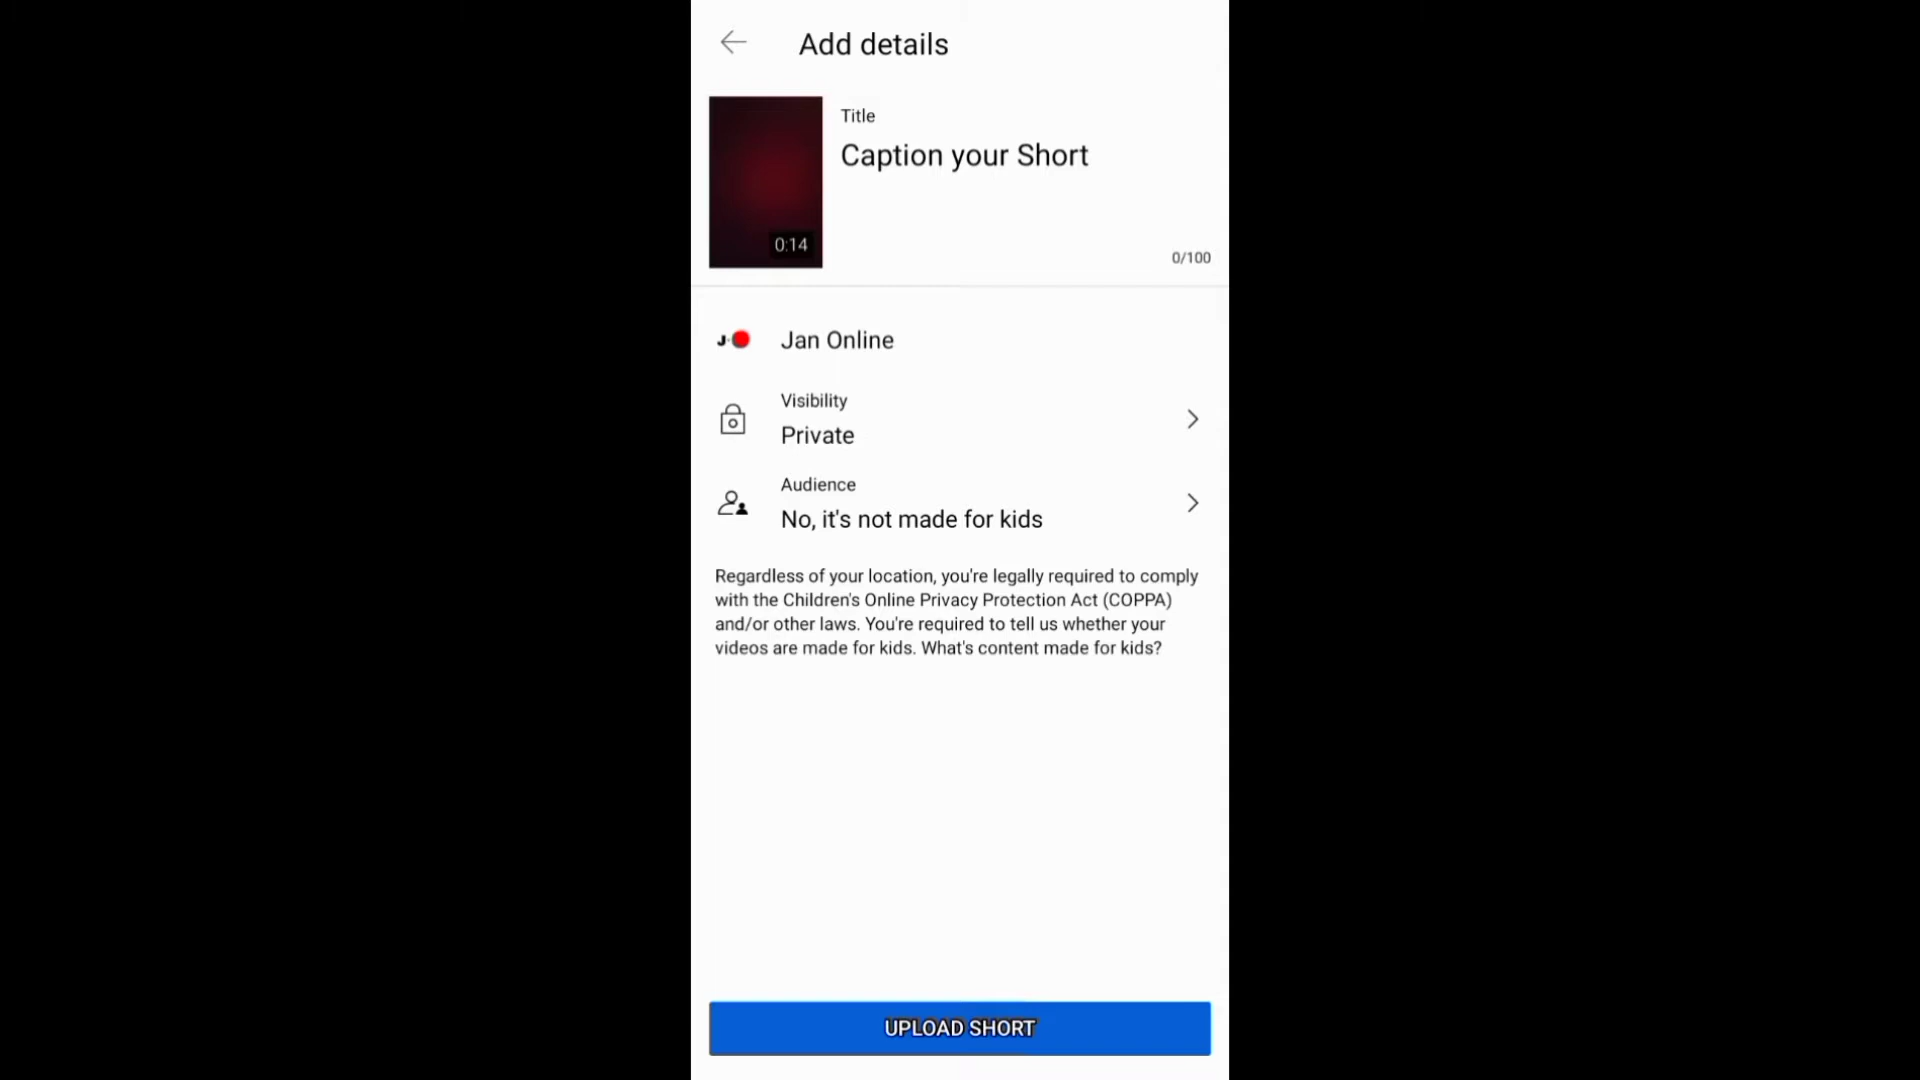 Add details
Title
Caption your Short
0:14
0/100
J
Jan Online
Visibility
Private
Audience
No, it's not made for kids
Regardless of your location, you're legally required to comply
with the Children's Online Privacy Protection Act (COPPA)
and/or other laws. You're required to tell us whether your
videos are made for kids. What's content made for kids?
UPLOAD SHORT